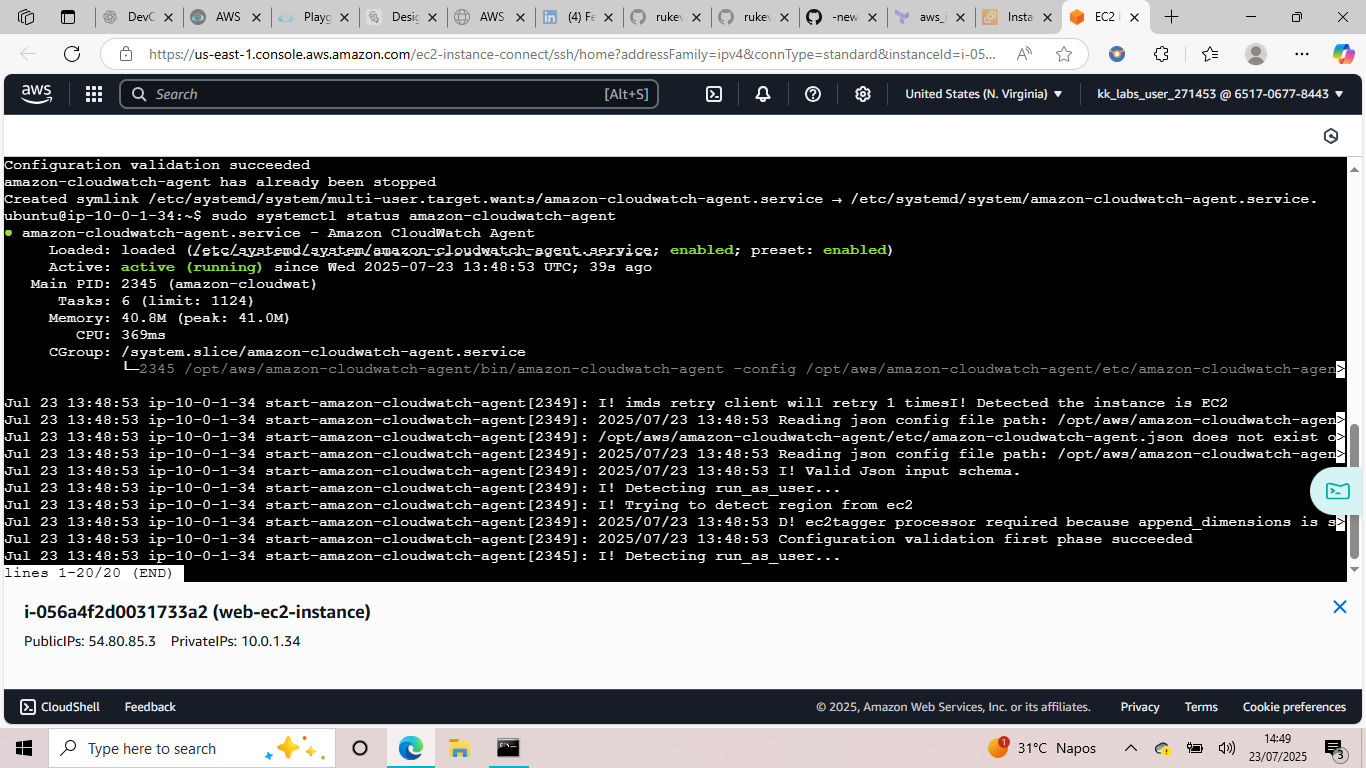 DevC
AWS
Playg
Desig
AWS
(4) Fe
rukev
rukev
-new
aws_i
Insta
EC2 I
https://us-east-1.console.aws.amazon.com/ec2-instance-connect/ssh/home?addressFamily=ipv4&connType=standard&instanceId=i-05...
aws
Search
[Alt+S]
United States (N. Virginia)
kk_labs_user_271453 @ 6517-0677-8443
Configuration validation succeeded
amazon-cloudwatch-agent has already been stopped
Created symlink /etc/systemd/system/multi-user.target.wants/amazon-cloudwatch-agent.service → /etc/systemd/system/amazon-cloudwatch-agent.service.
ubuntu@ip-10-0-1-34:~$ sudo systemctl status amazon-cloudwatch-agent
● amazon-cloudwatch-agent.service - Amazon CloudWatch Agent
Loaded: loaded (/etc/systemd/system/amazon-cloudwatch-agent.service; enabled; preset: enabled)
Active: active (running) since Wed 2025-07-23 13:48:53 UTC; 39s ago
Main PID: 2345 (amazon-cloudwat)
Tasks: 6 (limit: 1124)
Memory: 40.8M (peak: 41.0M)
CPU: 369ms
CGroup: /system.slice/amazon-cloudwatch-agent.service
└─2345 /opt/aws/amazon-cloudwatch-agent/bin/amazon-cloudwatch-agent -config /opt/aws/amazon-cloudwatch-agent/etc/amazon-cloudwatch-agen>
Jul 23 13:48:53 ip-10-0-1-34 start-amazon-cloudwatch-agent[2349]: I! imds retry client will retry 1 timesI! Detected the instance is EC2
Jul 23 13:48:53 ip-10-0-1-34 start-amazon-cloudwatch-agent[2349]: 2025/07/23 13:48:53 Reading json config file path: /opt/aws/amazon-cloudwatch-agen>
Jul 23 13:48:53 ip-10-0-1-34 start-amazon-cloudwatch-agent[2349]: /opt/aws/amazon-cloudwatch-agent/etc/amazon-cloudwatch-agent.json does not exist o>
Jul 23 13:48:53 ip-10-0-1-34 start-amazon-cloudwatch-agent[2349]: 2025/07/23 13:48:53 Reading json config file path: /opt/aws/amazon-cloudwatch-agen>
Jul 23 13:48:53 ip-10-0-1-34 start-amazon-cloudwatch-agent[2349]: 2025/07/23 13:48:53 I! Valid Json input schema.
Jul 23 13:48:53 ip-10-0-1-34 start-amazon-cloudwatch-agent[2349]: I! Detecting run_as_user...
Jul 23 13:48:53 ip-10-0-1-34 start-amazon-cloudwatch-agent[2349]: I! Trying to detect region from ec2
Jul 23 13:48:53 ip-10-0-1-34 start-amazon-cloudwatch-agent[2349]: 2025/07/23 13:48:53 D! ec2tagger processor required because append_dimensions is s>
Jul 23 13:48:53 ip-10-0-1-34 start-amazon-cloudwatch-agent[2349]: 2025/07/23 13:48:53 Configuration validation first phase succeeded
Jul 23 13:48:53 ip-10-0-1-34 start-amazon-cloudwatch-agent[2345]: I! Detecting run_as_user...
lines 1-20/20 (END)
i-056a4f2d0031733a2 (web-ec2-instance)
PublicIPs: 54.80.85.3 PrivateIPs: 10.0.1.34
CloudShell
Feedback
© 2025, Amazon Web Services, Inc. or its affiliates.
Privacy
Terms
Cookie preferences
Type here to search
1
31°C Napos
14:49
23/07/2025
3